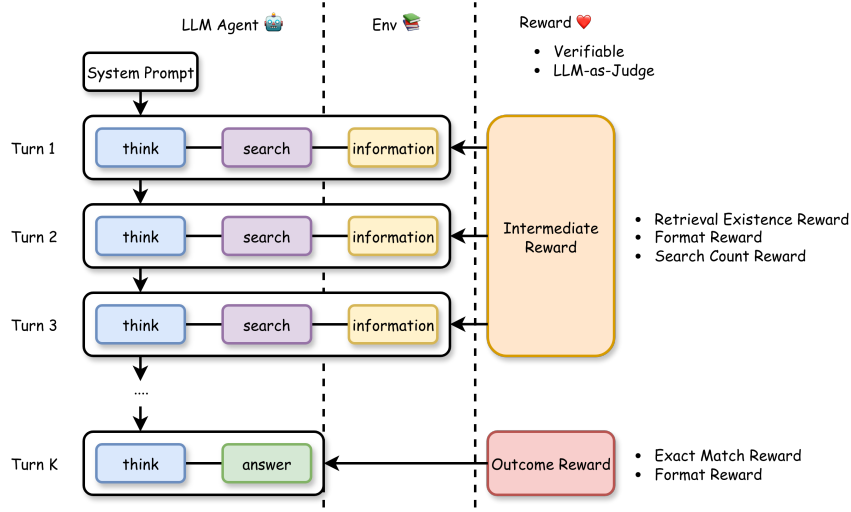 LLM Agent 🤖
Env 📚
Reward ❤️
• Verifiable
• LLM-as-Judge
System Prompt
Turn 1
think
search
information
Turn 2
think
search
information
Intermediate
Reward
• Retrieval Existence Reward
• Format Reward
• Search Count Reward
Turn 3
think
search
information
....
Turn K
think
answer
Outcome Reward
• Exact Match Reward
• Format Reward